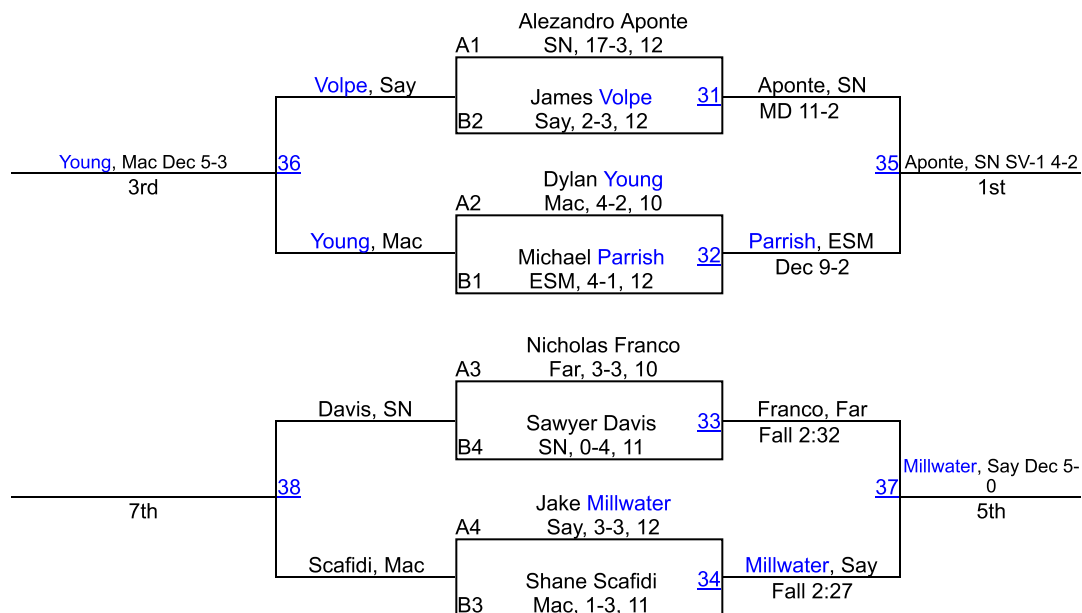 Alezandro Aponte
A1
SN, 17-3, 12
Volpe, Say
James Volpe
31
Aponte, SN
MD 11-2
B2
Say, 2-3, 12
Young, Mac Dec 5-3
36
3rd
35
Aponte, SN SV-1 4-2
1st
Dylan Young
A2
Mac, 4-2, 10
Young, Mac
Michael Parrish
32
Parrish, ESM
Dec 9-2
B1
ESM, 4-1, 12
Nicholas Franco
A3
Far, 3-3, 10
Davis, SN
Sawyer Davis
33
Franco, Far
Fall 2:32
B4
SN, 0-4, 11
38
7th
37
Millwater, Say Dec 5-
0
5th
Jake Millwater
A4
Say, 3-3, 12
Scafidi, Mac
Shane Scafidi
34
Millwater, Say
Fall 2:27
B3
Mac, 1-3, 11